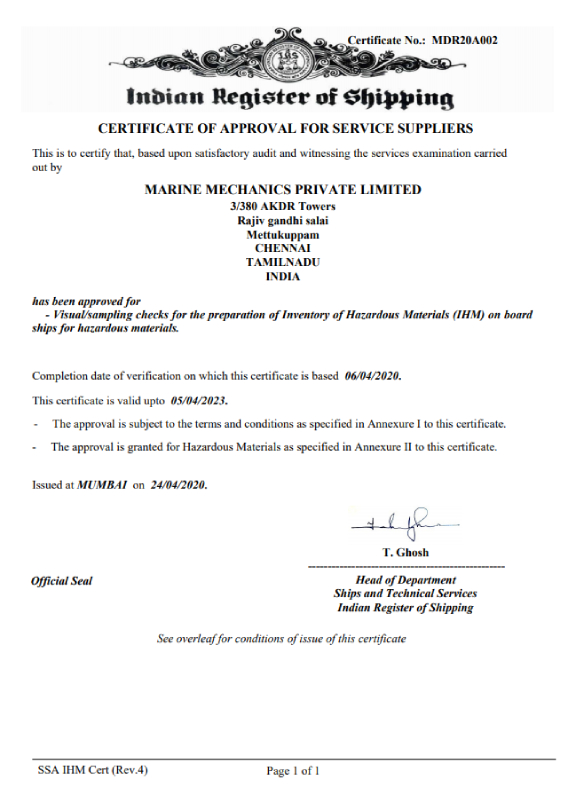 Certificate No.: MDR20A002
Indian Register of Shipping
CERTIFICATE OF APPROVAL FOR SERVICE SUPPLIERS
This is to certify that, based upon satisfactory audit and witnessing the services examination carried
out by
MARINE MECHANICS PRIVATE LIMITED
3/380 AKDR Towers
Rajiv gandhi salai
Mettukuppam
CHENNAI
TAMILNADU
INDIA
has been approved for
- Visual/sampling checks for the preparation of Inventory of Hazardous Materials (IHM) on board
ships for hazardous materials.
Completion date of verification on which this certificate is based 06/04/2020.
This certificate is valid upto 05/04/2023.
- The approval is subject to the terms and conditions as specified in Annexure I to this certificate.
- The approval is granted for Hazardous Materials as specified in Annexure II to this certificate.
Issued at MUMBAI on 24/04/2020.
T. Ghosh
Official Seal
Head of Department
Ships and Technical Services
Indian Register of Shipping
See overleaf for conditions of issue of this certificate
SSA IHM Cert (Rev.4)
Page 1 of 1